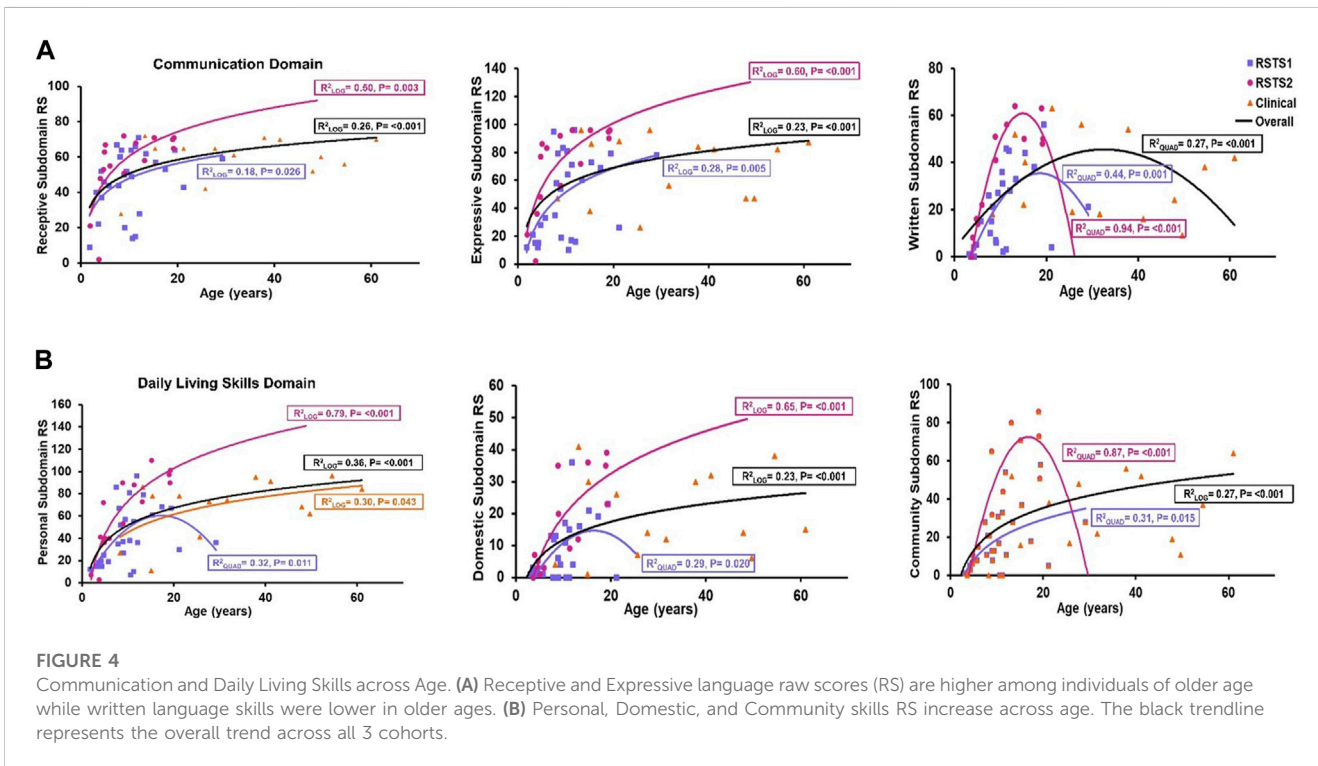 A
Communication Domain
Receptive Subdomain RS
100
80
60
40
20
0
0 20 40 60
Age (years)
R²LOG= 0.50, P= 0.003
R²LOG= 0.26, P= <0.001
R²LOG= 0.18, P= 0.026
Expressive Subdomain RS
140
120
100
80
60
40
20
0
0 20 40 60
Age (years)
R²LOG= 0.60, P= <0.001
R²LOG= 0.23, P= <0.001
R²LOG= 0.28, P= 0.005
Written Subdomain RS
80
60
40
20
0
0 20 40 60
Age (years)
RSTS1
RSTS2
Clinical
Overall
R²QUAD= 0.27, P= <0.001
R²QUAD= 0.44, P= 0.001
R²QUAD= 0.94, P= <0.001
B
Daily Living Skills Domain
Personal Subdomain RS
160
140
120
100
80
60
40
20
0
0 20 40 60
Age (years)
R²LOG= 0.79, P= <0.001
R²LOG= 0.36, P= <0.001
R²LOG= 0.30, P= 0.043
R²QUAD= 0.32, P= 0.011
Domestic Subdomain RS
60
50
40
30
20
10
0
0 20 40 60
Age (years)
R²LOG= 0.65, P= <0.001
R²LOG= 0.23, P= <0.001
R²QUAD= 0.29, P= 0.020
Community Subdomain RS
100
80
60
40
20
0
0 20 40 60
Age (years)
R²QUAD= 0.87, P= <0.001
R²LOG= 0.27, P= <0.001
R²QUAD= 0.31, P= 0.015
FIGURE 4
Communication and Daily Living Skills across Age. (A) Receptive and Expressive language raw scores (RS) are higher among individuals of older age
while written language skills were lower in older ages. (B) Personal, Domestic, and Community skills RS increase across age. The black trendline
represents the overall trend across all 3 cohorts.